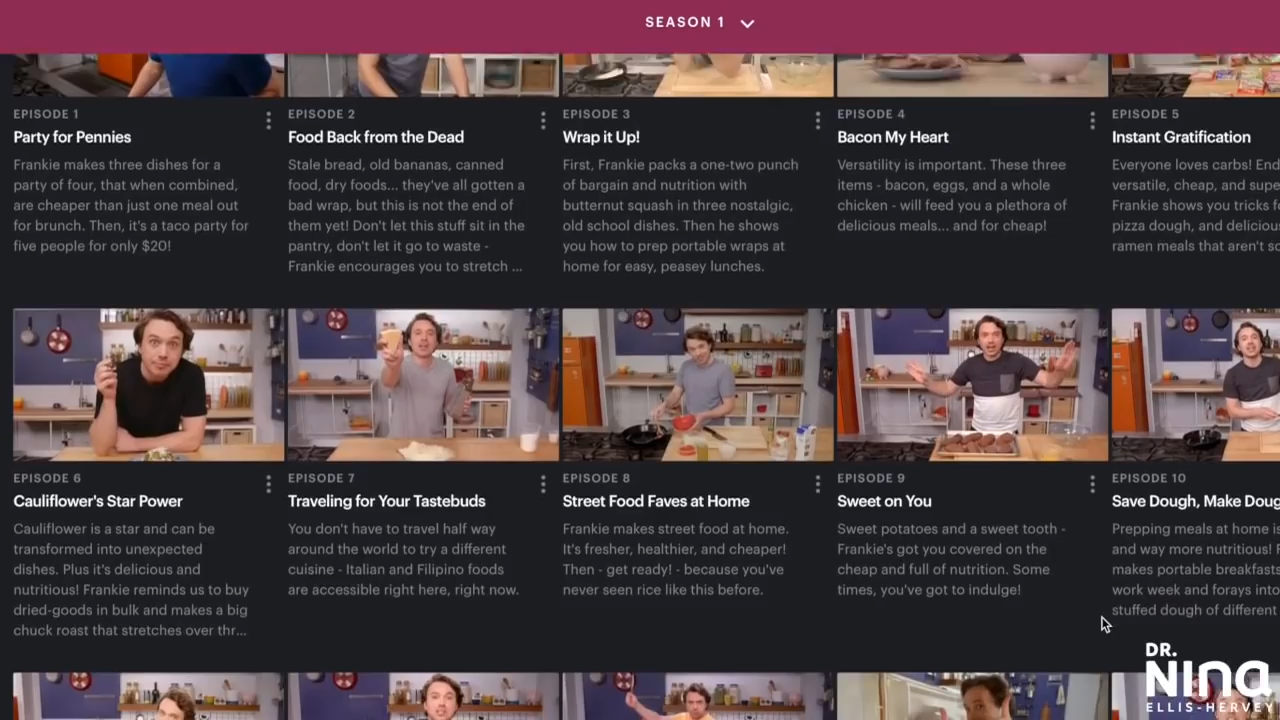 SEASON 1
EPISODE 1
Party for Pennies
Frankie makes three dishes for a
party of four, that when combined,
are cheaper than just one meal out
for brunch. Then, it's a taco party for
five people for only $20!
EPISODE 2
Food Back from the Dead
Stale bread, old bananas, canned
food, dry foods... they've all gotten a
bad wrap, but this is not the end of
them yet! Don't let this stuff sit in the
pantry, don't let it go to waste -
Frankie encourages you to stretch ...
EPISODE 3
Wrap it Up!
First, Frankie packs a one-two punch
of bargain and nutrition with
butternut squash in three nostalgic,
old school dishes. Then he shows
you how to prep portable wraps at
home for easy, peasey lunches.
EPISODE 4
Bacon My Heart
Versatility is important. These three
items - bacon, eggs, and a whole
chicken - will feed you a plethora of
delicious meals... and for cheap!
EPISODE 5
Instant Gratification
Everyone loves carbs!
versatile, cheap, and
Frankie shows you tricks
pizza dough, and
ramen meals that aren't
EPISODE 6
Cauliflower's Star Power
Cauliflower is a star and can be
transformed into unexpected
dishes. Plus it's delicious and
nutritious! Frankie reminds us to buy
dried-goods in bulk and makes a big
chuck roast that stretches over thr...
EPISODE 7
Traveling for Your Tastebuds
You don't have to travel half way
around the world to try a different
cuisine - Italian and Filipino foods
are accessible right here, right now.
EPISODE 8
Street Food Faves at Home
Frankie makes street food at home.
It's fresher, healthier, and cheaper!
Then - get ready! - because you've
never seen rice like this before.
EPISODE 9
Sweet on You
Sweet potatoes and a sweet tooth -
Frankie's got you covered on the
cheap and full of nutrition. Some
times, you've got to indulge!
EPISODE 10
Save Dough, Make
Prepping meals at home is
and way more nutritious!
makes portable breakfasts
work week and forays into
stuffed dough of different
DR.
Nina
ELLIS-HERVEY